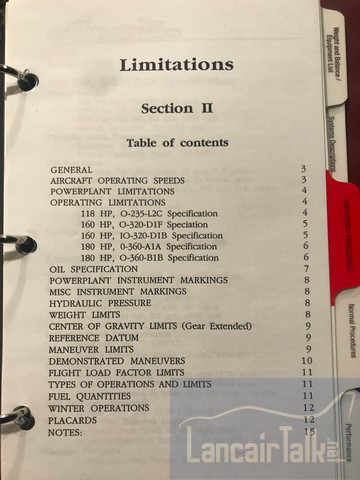 Limitations
Section II
Table of contents
GENERAL 3
AIRCRAFT OPERATING SPEEDS 3
POWERPLANT LIMITATIONS 4
OPERATING LIMITATIONS 4
118 HP, O-235-L2C Specification 4
160 HP, O-320-D1F Speciation 5
160 HP, IO-320-D1B Specification 5
180 HP, 0-360-A1A Specification 6
180 HP, O-360-B1B Specification 6
OIL SPECIFICATION 7
POWERPLANT INSTRUMENT MARKINGS 8
MISC INSTRUMENT MARKINGS 8
HYDRAULIC PRESSURE 8
WEIGHT LIMITS 8
CENTER OF GRAVITY LIMITS (Gear Extended) 9
REFERENCE DATUM 9
MANEUVER LIMITS 9
DEMONSTRATED MANEUVERS 10
FLIGHT LOAD FACTOR LIMITS 11
TYPES OF OPERATIONS AND LIMITS 11
FUEL QUANTITIES 11
WINTER OPERATIONS 12
PLACARDS 12
NOTES: 15
Weight and Balance /
Equipment List
Systems Descriptions
EMERGENCY PROCEDURES
Normal Procedures
Performance
LancairTalk.net